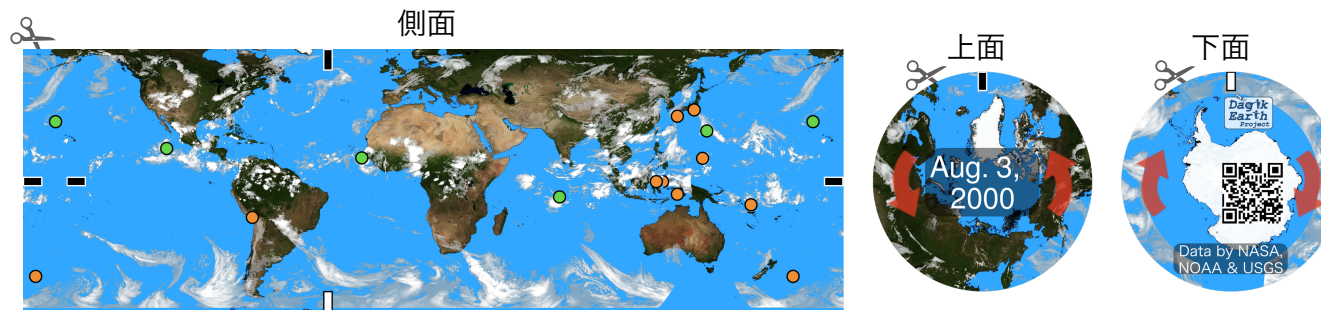 側面
上面
下面
Aug. 3,
2000
Dagik
Earth
Project
Data by NASA,
NOAA & USGS